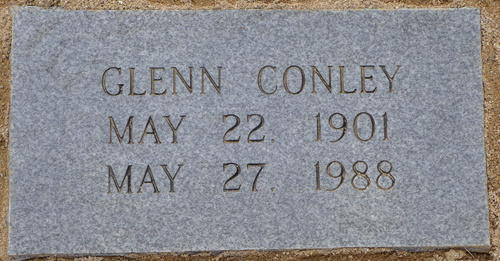 GLENN CONLEY
MAY 22. 1901
MAY 27. 1988